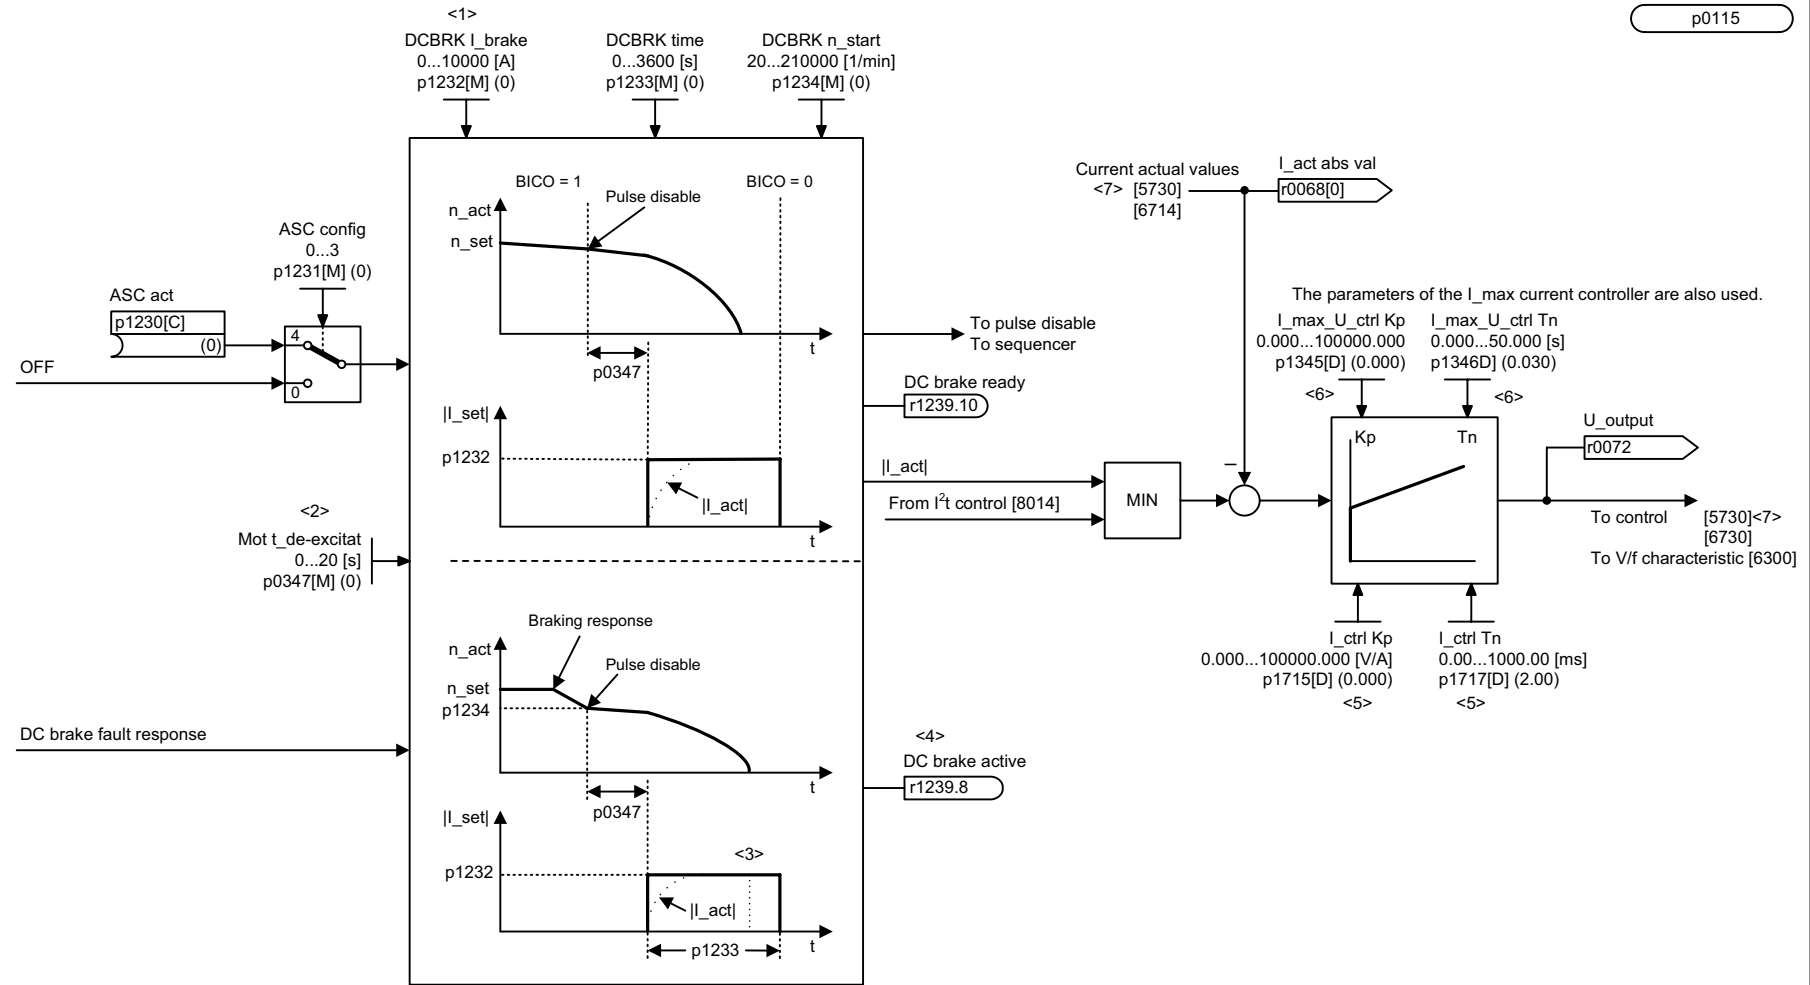 p0115
<1>
DCBRK I_brake
0...10000 [A]
p1232[M] (0)
DCBRK time
0...3600 [s]
p1233[M] (0)
DCBRK n_start
20...210000 [1/min]
p1234[M] (0)
BICO = 1
BICO = 0
Pulse disable
n_act
n_set
t
p0347
|I_set|
p1232
|I_act|
t
ASC config
0...3
p1231[M] (0)
ASC act
p1230[C]
(0)
4
0
OFF
<2>
Mot t_de-excitat
0...20 [s]
p0347[M] (0)
Braking response
Pulse disable
n_act
n_set
p1234
t
p0347
|I_set|
<3>
p1232
|I_act|
p1233
t
DC brake fault response
To pulse disable
To sequencer
DC brake ready
r1239.10
|I_act|
From I²t control [8014]
MIN
<4>
DC brake active
r1239.8
Current actual values
<7> [5730]
[6714]
I_act abs val
r0068[0]
–
The parameters of the I_max current controller are also used.
I_max_U_ctrl Kp
0.000...100000.000
p1345[D] (0.000)
<6>
I_max_U_ctrl Tn
0.000...50.000 [s]
p1346D] (0.030)
<6>
Kp
Tn
U_output
r0072
To control
[5730]<7>
[6730]
To V/f characteristic [6300]
I_ctrl Kp
0.000...100000.000 [V/A]
p1715[D] (0.000)
<5>
I_ctrl Tn
0.00...1000.00 [ms]
p1717[D] (2.00)
<5>